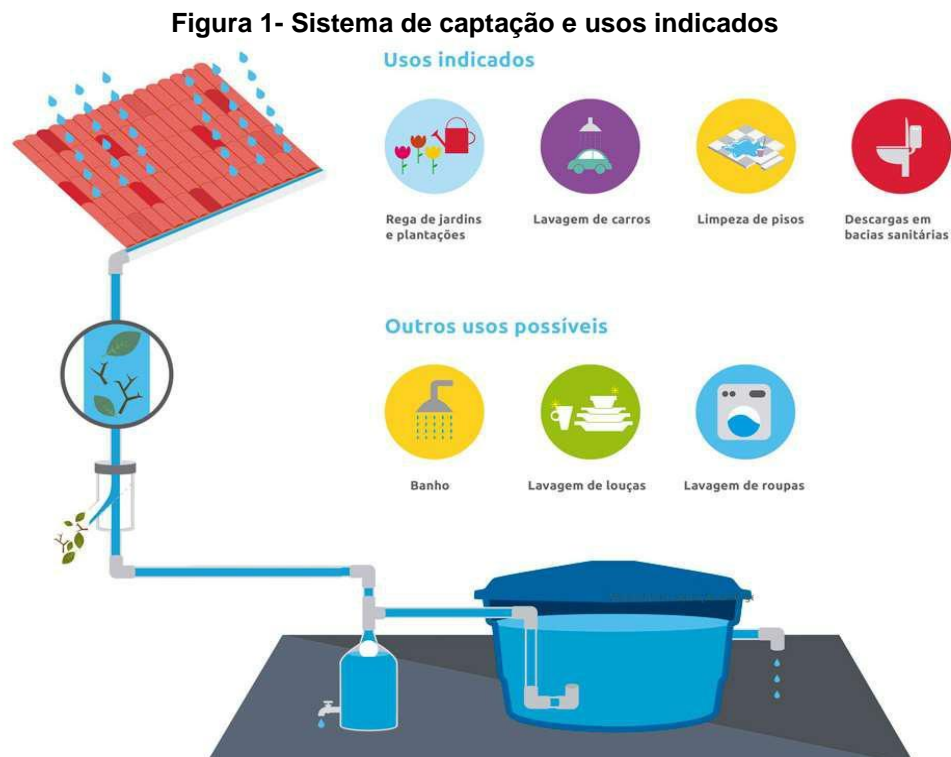 Figura 1- Sistema de captação e usos indicados
Usos indicados
Rega de jardins
e plantações
Lavagem de carros
Limpeza de pisos
Descargas em
bacias sanitárias
Outros usos possíveis
Banho
Lavagem de louças
Lavagem de roupas